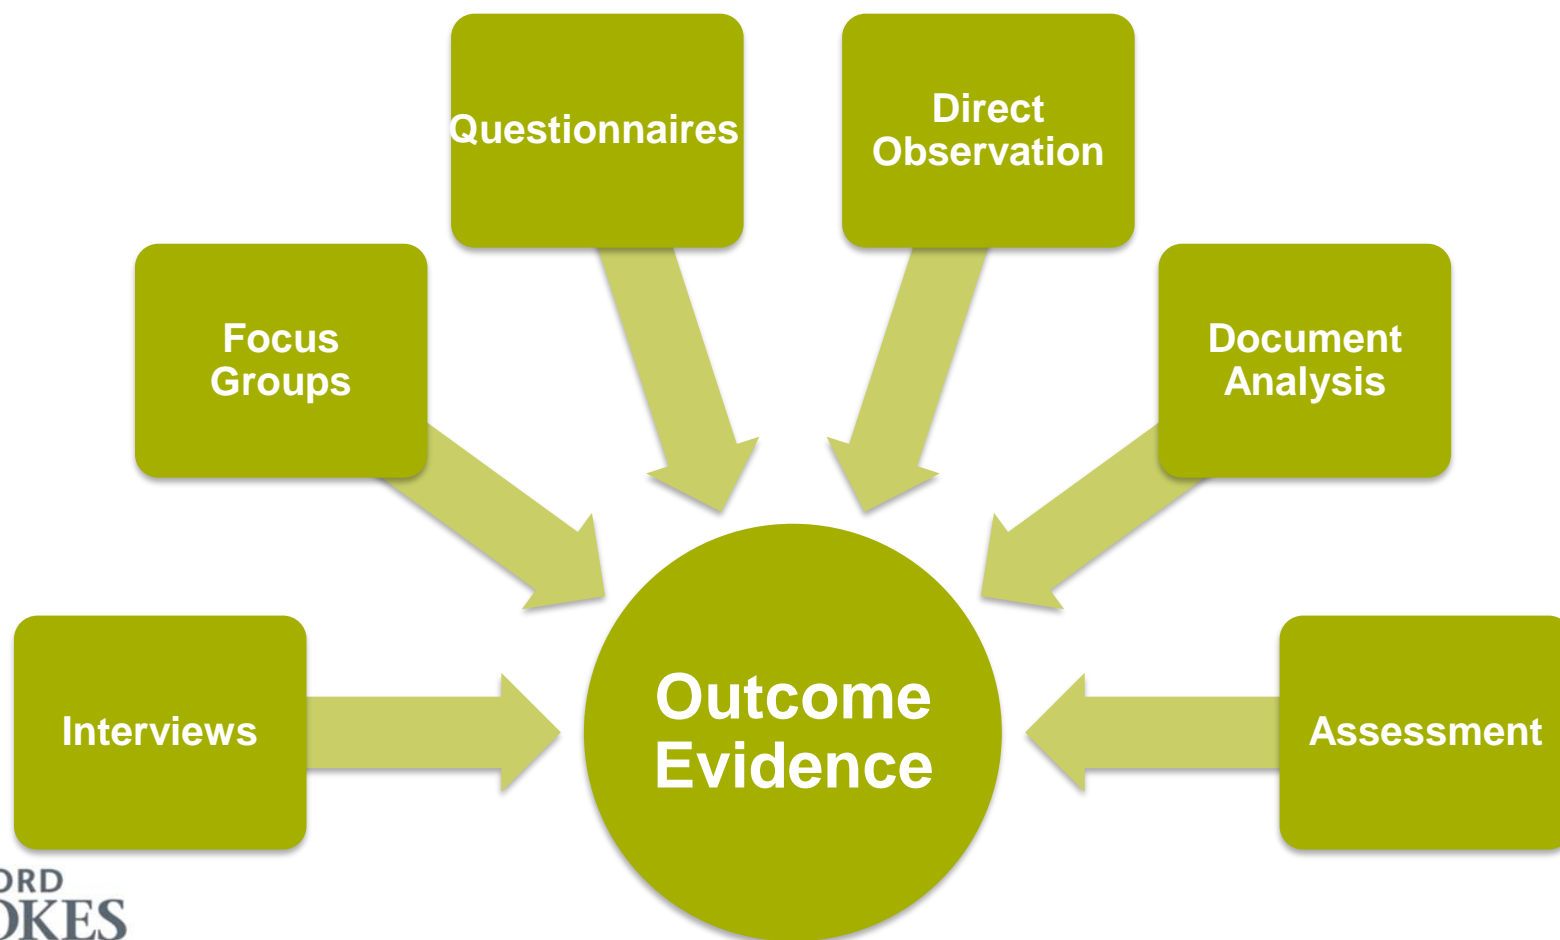 Questionnaires
Direct
Observation
Focus
Groups
Document
Analysis
Interviews
Outcome
Evidence
Assessment
ORD
OKES